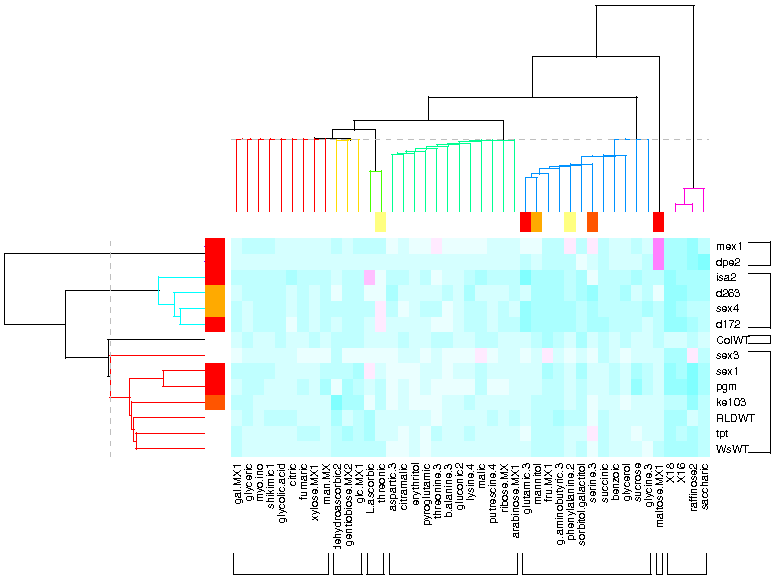 mex1
dpe2
isa2
d263
sex4
d172
ColWT
sex3
sex1
pgm
ke103
RLDWT
tpt
WsWT
gal.MX1
glyceric
myo.ino
shikimic1
glycolic.acid
citric
fumaric
xylose.MX1
man.MX
dehydroascorbic2
gentiobiose.MX2
glc.MX1
L.ascorbic
threonic
aspartic.3
citramalic
erythritol
pyroglutamic
threonine.3
b.alanine.3
gluconic2
lysine.4
malic
putrescine.4
ribose.MX
arabinose.MX1
glutamic.3
mannitol
fru.MX1
g.aminobutyric.3
phenylalanine.2
sorbitol.galactitol
serine.3
succinic
benzoic
glycerol
sucrose
glycine.3
maltose.MX1
X18
X16
raffinose2
saccharic